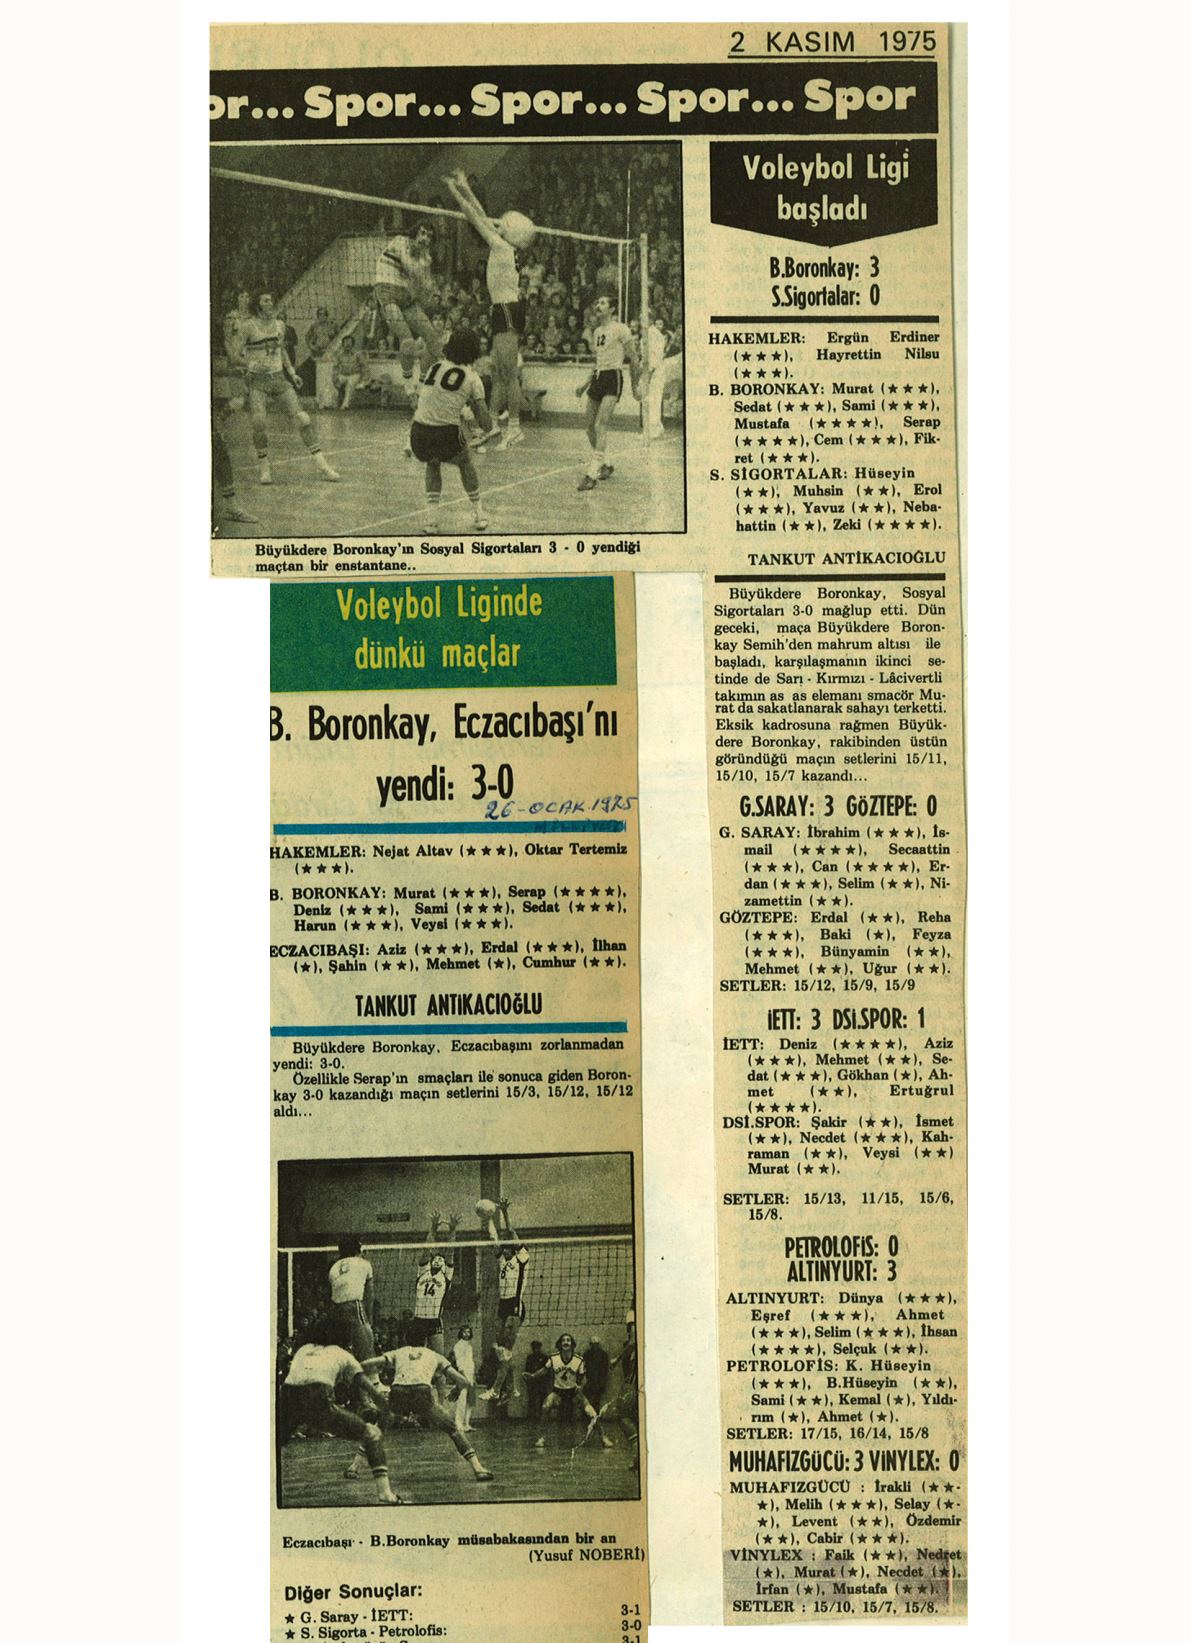 2 KASIM 1975
or... Spor... Spor... Spor... Spor
Büyükdere Boronkay'ın Sosyal Sigortaları 3 - 0 yendiği
maçtan bir enstantane..
Voleybol Ligi
başladı
B.Boronkay: 3
S.Sigortalar: 0
HAKEMLER: Ergün Erdiner
(★★★), Hayrettin Nilsu
(★★★).
B. BORONKAY: Murat (★★★),
Sedat (★★★), Sami (★★★),
Mustafa (★★★★), Serap
(★★★★), Cem (★★★), Fik-
ret (★★★).
S. SİGORTALAR: Hüseyin
(★★), Muhsin (★★), Erol
(★★★), Yavuz (★★), Neba-
hattin (★★), Zeki (★★★★).
TANKUT ANTİKACIOĞLU
Büyükdere Boronkay, Sosyal
Sigortaları 3-0 mağlup etti. Dün
geceki, maça Büyükdere Boron-
kay Semih'den mahrum altısı ile
başladı, karşılaşmanın ikinci se-
tinde de Sarı - Kırmızı - Lâcivertli
takımın as as elemanı smacör Mu-
rat da sakatlanarak sahayı terketti.
Eksik kadrosuna rağmen Büyük-
dere Boronkay, rakibinden üstün
göründüğü maçın setlerini 15/11,
15/10, 15/7 kazandı...
G.SARAY: 3 GÖZTEPE: 0
G. SARAY: İbrahim (★★★), İs-
mail (★★★★), Secaattin
(★★★), Can (★★★★), Er-
dan (★★★), Selim (★★), Ni-
zamettin (★★).
GÖZTEPE: Erdal (★★), Reha
(★★★), Baki (★), Feyza
(★★★), Bünyamin (★★),
Mehmet (★★), Uğur (★★).
SETLER: 15/12, 15/9, 15/9
İETT: 3 DSİ.SPOR: 1
İETT: Deniz (★★★★), Aziz
(★★★), Mehmet (★★), Se-
dat (★★★), Gökhan (★), Ah-
met (★★), Ertuğrul
(★★★★).
DSİ.SPOR: Şakir (★★), İsmet
(★★), Necdet (★★★), Kah-
raman (★★), Veysi (★★)
Murat (★★).
SETLER: 15/13, 11/15, 15/6,
15/8.
PETROLOFİS: 0
ALTINYURT: 3
ALTINYURT: Dünya (★★★),
Eşref (★★★), Ahmet
(★★★), Selim (★★★), İhsan
(★★★★), Selçuk (★★).
PETROLOFİS: K. Hüseyin
(★★★), B.Hüseyin (★★),
Sami (★★), Kemal (★), Yıldı-
rım (★), Ahmet (★).
SETLER: 17/15, 16/14, 15/8
MUHAFIZGÜCÜ: 3 VİNYLEX: 0
MUHAFIZGÜCÜ : İrakli (★★-
★), Melih (★★★), Selay (★-
★), Levent (★★), Özdemir
(★★), Cabir (★★★).
VİNYLEX : Faik (★★), Nedret
(★), Murat (★), Necdet (★),
İrfan (★), Mustafa (★★).
SETLER : 15/10, 15/7, 15/8.
Voleybol Liginde
dünkü maçlar
B. Boronkay, Eczacıbaşı'nı
yendi: 3-0
26-OCAK.1975
MİLLİYET
HAKEMLER: Nejat Altav (★★★), Oktar Tertemiz
(★★★).
B. BORONKAY: Murat (★★★), Serap (★★★★),
Deniz (★★★), Sami (★★★), Sedat (★★★),
Harun (★★★), Veysi (★★★).
ECZACIBAŞI: Aziz (★★★), Erdal (★★★), İlhan
(★), Şahin (★★), Mehmet (★), Cumhur (★★).
TANKUT ANTİKACIOĞLU
Büyükdere Boronkay, Eczacıbaşını zorlanmadan
yendi: 3-0.
Özellikle Serap'ın smaçları ile sonuca giden Boron-
kay 3-0 kazandığı maçın setlerini 15/3, 15/12, 15/12
aldı...
Eczacıbaşı - B.Boronkay müsabakasından bir an
(Yusuf NOBERİ)
Diğer Sonuçlar:
★ G. Saray - İETT: 3-1
★ S. Sigorta - Petrolofis: 3-0
3-1
10
12
14